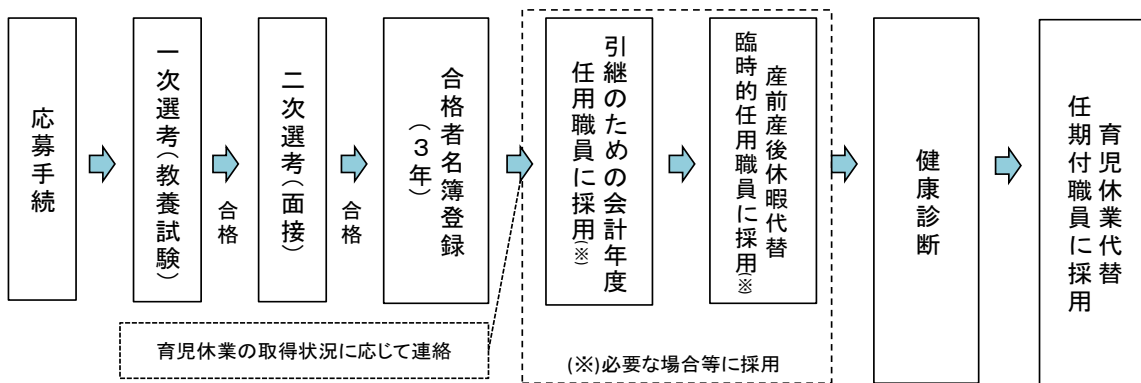 応募手続
一次選考(教養試験)
合格
二次選考(面接)
合格
合格者名簿登録
(3年)
引継のための会計年度
任用職員に採用(※)
産前産後休暇代替
臨時的任用職員に採用(※)
健康診断
育児休業代替
任期付職員に採用
育児休業の取得状況に応じて連絡
(※)必要な場合等に採用